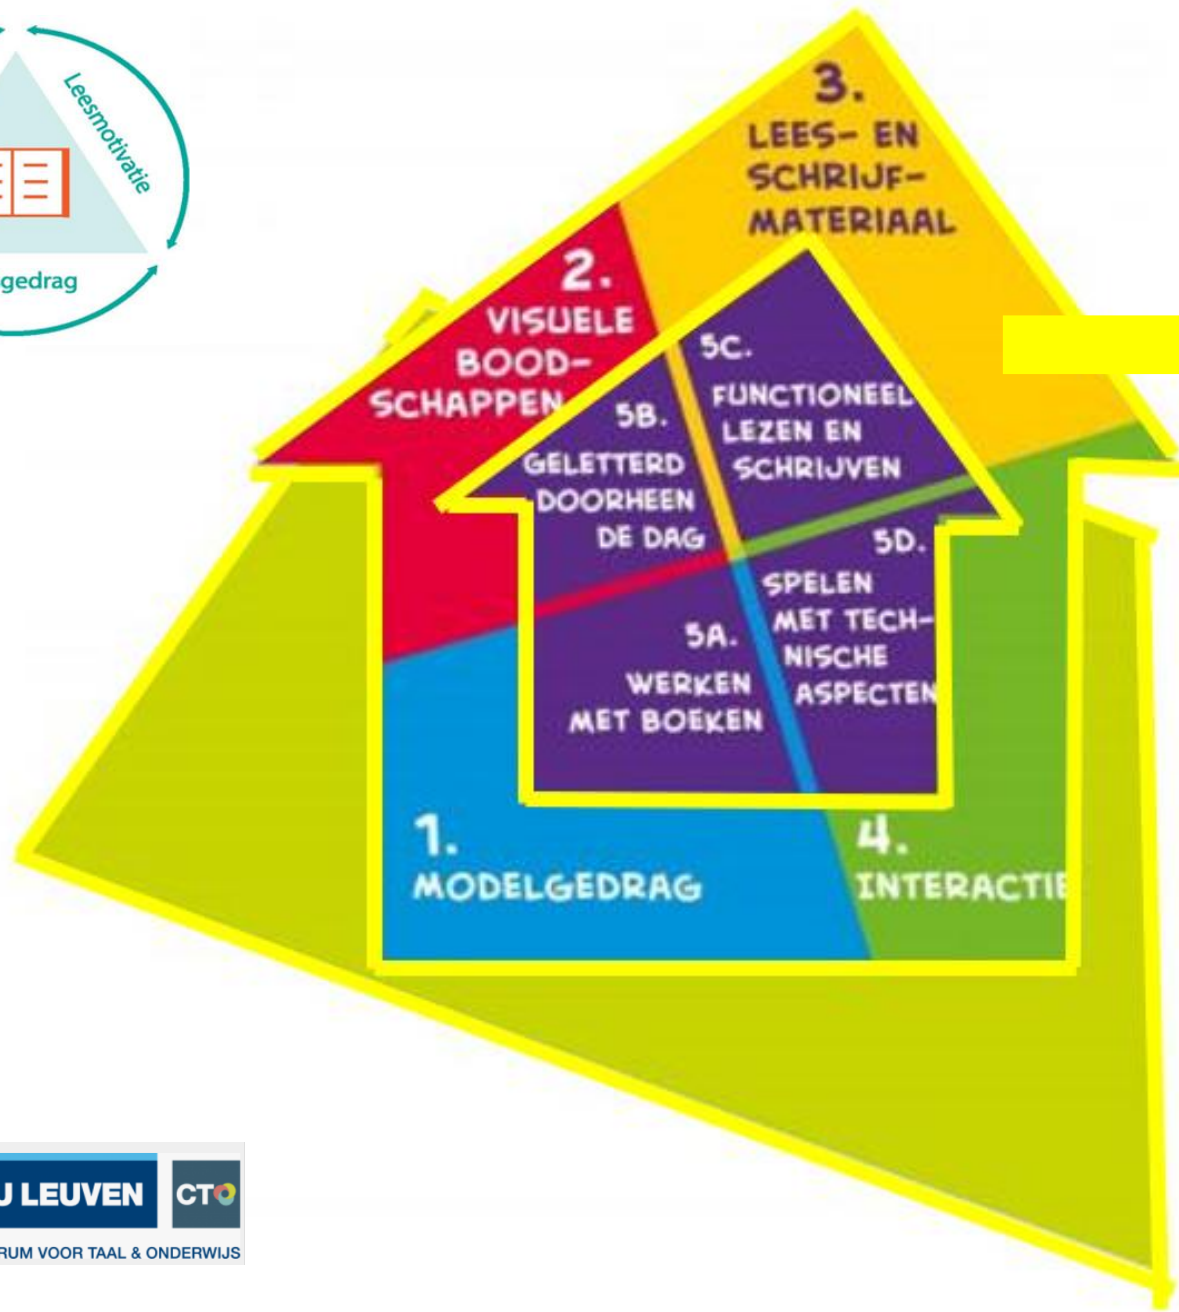 Leesmotivatie
gedrag
3.
LEES- EN
SCHRIJF-
MATERIAAL
2.
VISUELE
BOOD-
SCHAPPEN
5C.
FUNCTIONEEL
LEZEN EN
SCHRIJVEN
5B.
GELETTERD
DOORHEEN
DE DAG
5D.
SPELEN
MET TECH-
NISCHE
ASPECTEN
5A.
WERKEN
MET BOEKEN
1.
MODELGEDRAG
4.
INTERACTIE
J LEUVEN
CTO
RUM VOOR TAAL & ONDERWIJS